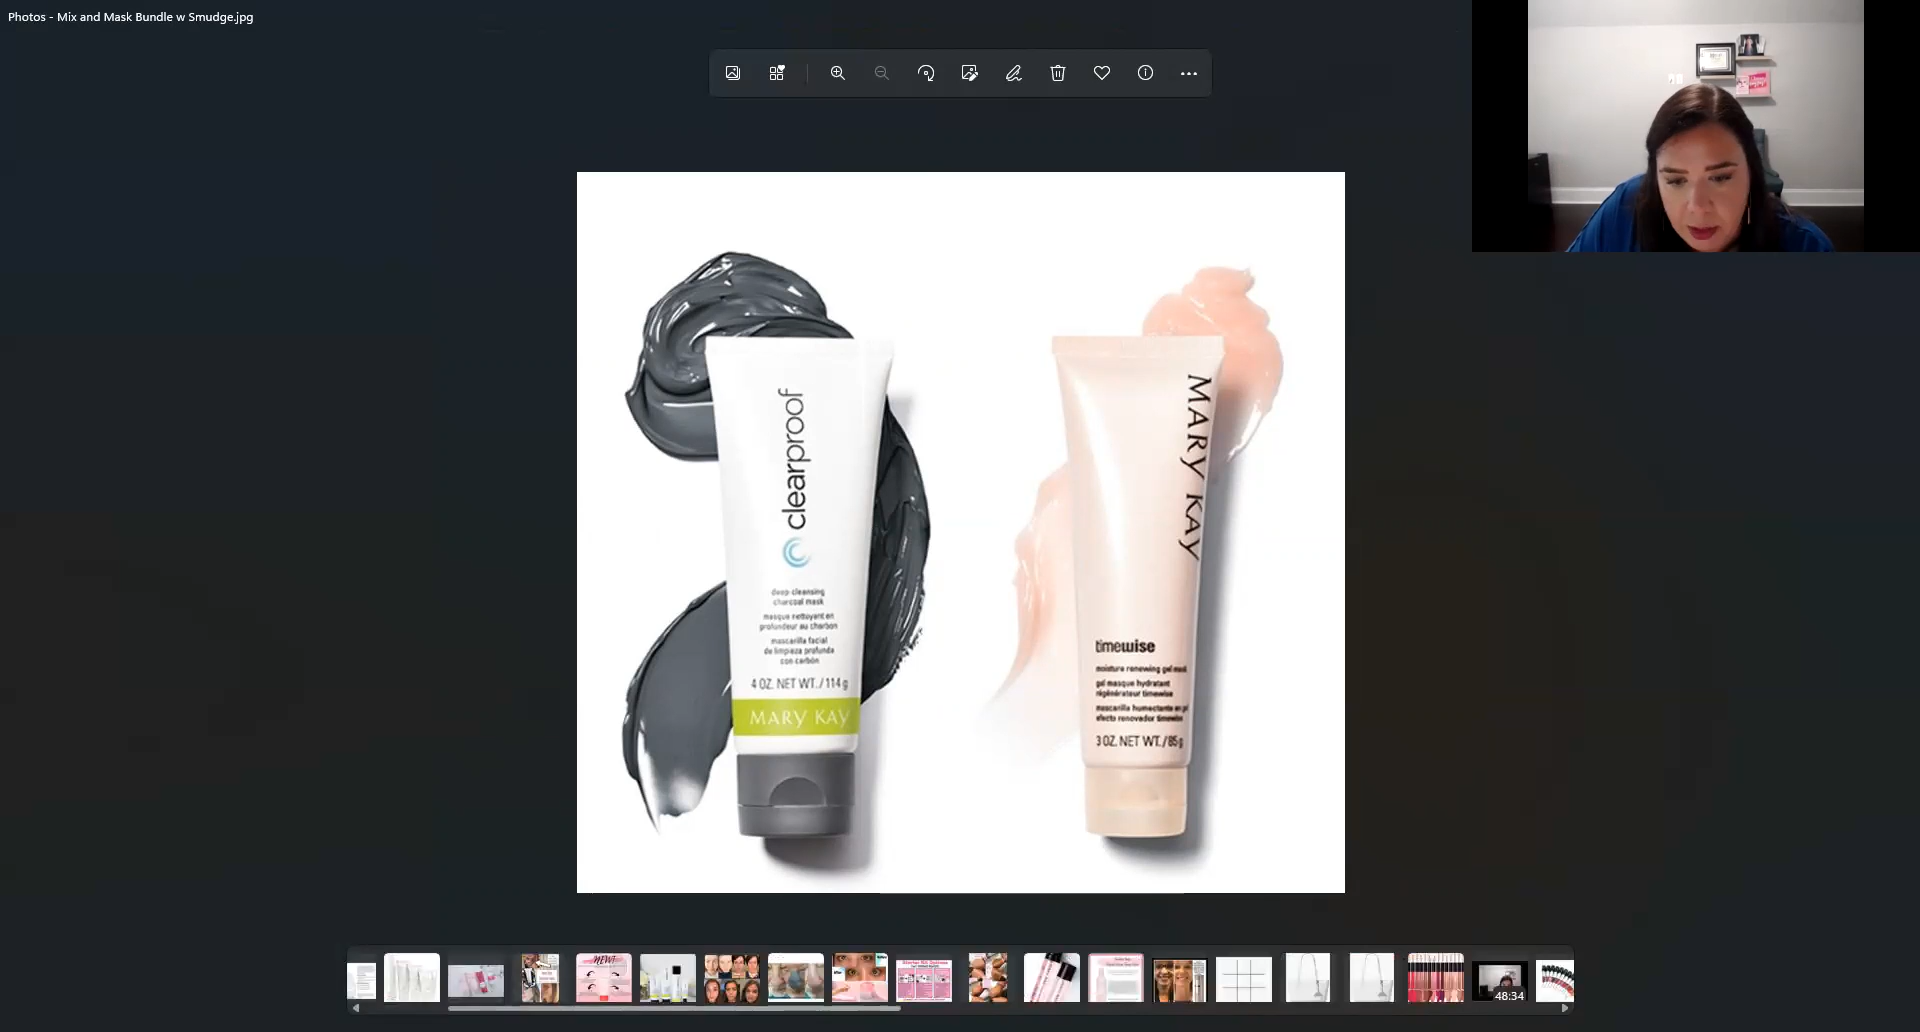 Photos - Mix and Mask Bundle w Smudge.jpg
clearproof
deep cleansing
charcoal mask
masque nettoyant en
profondeur au charbon
mascarilla facial
de limpieza profunda
con carbón
4 OZ. NET WT./114 g
MARY KAY
MARY KAY
timewise
moisture renewing gel mask
gel masque hydratant
régénérateur timewise
mascarilla humectante en gel
efecto renovador timewise
3 OZ. NET WT./85 g
NEW!
48:34